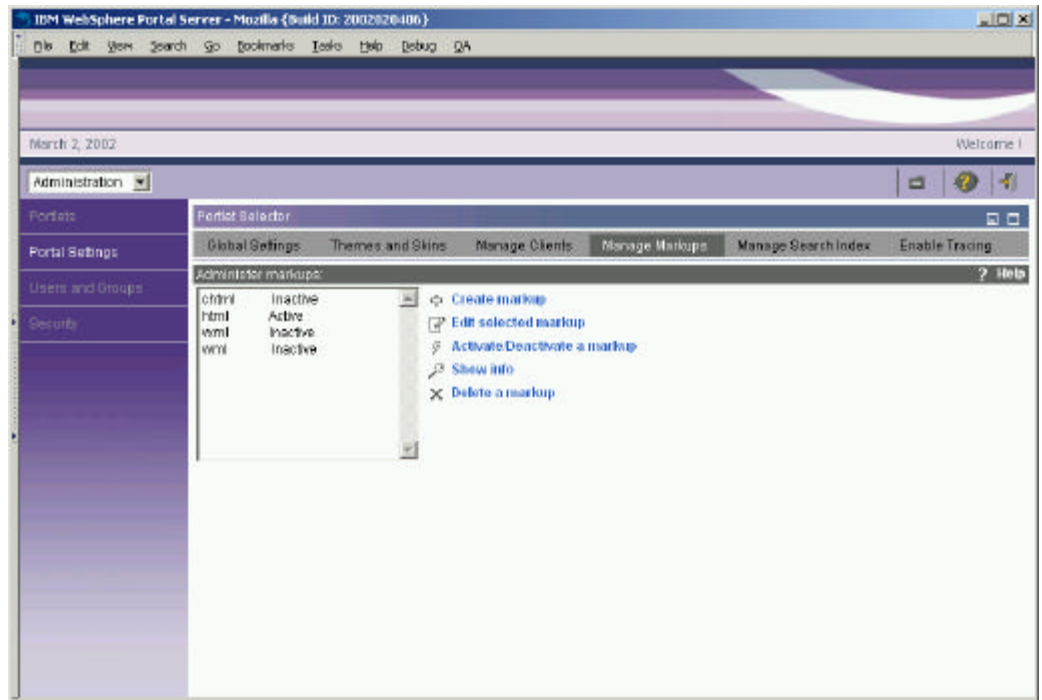 IBM WebSphere Portal Server - Mozilla {Build ID: 2002020406}
File Edit View Search Go Bookmarks Tasks Help Debug QA
March 2, 2002
Welcome !
Administration
Portlets
Portal Settings
Users and Groups
Security
Portlet Selector
Global Settings Themes and Skins Manage Clients Manage Markups Manage Search Index Enable Tracing
Administer markups:
? Help
chtml Inactive
html Active
wml Inactive
wml Inactive
Create markup
Edit selected markup
Activate/Deactivate a markup
Show info
Delete a markup